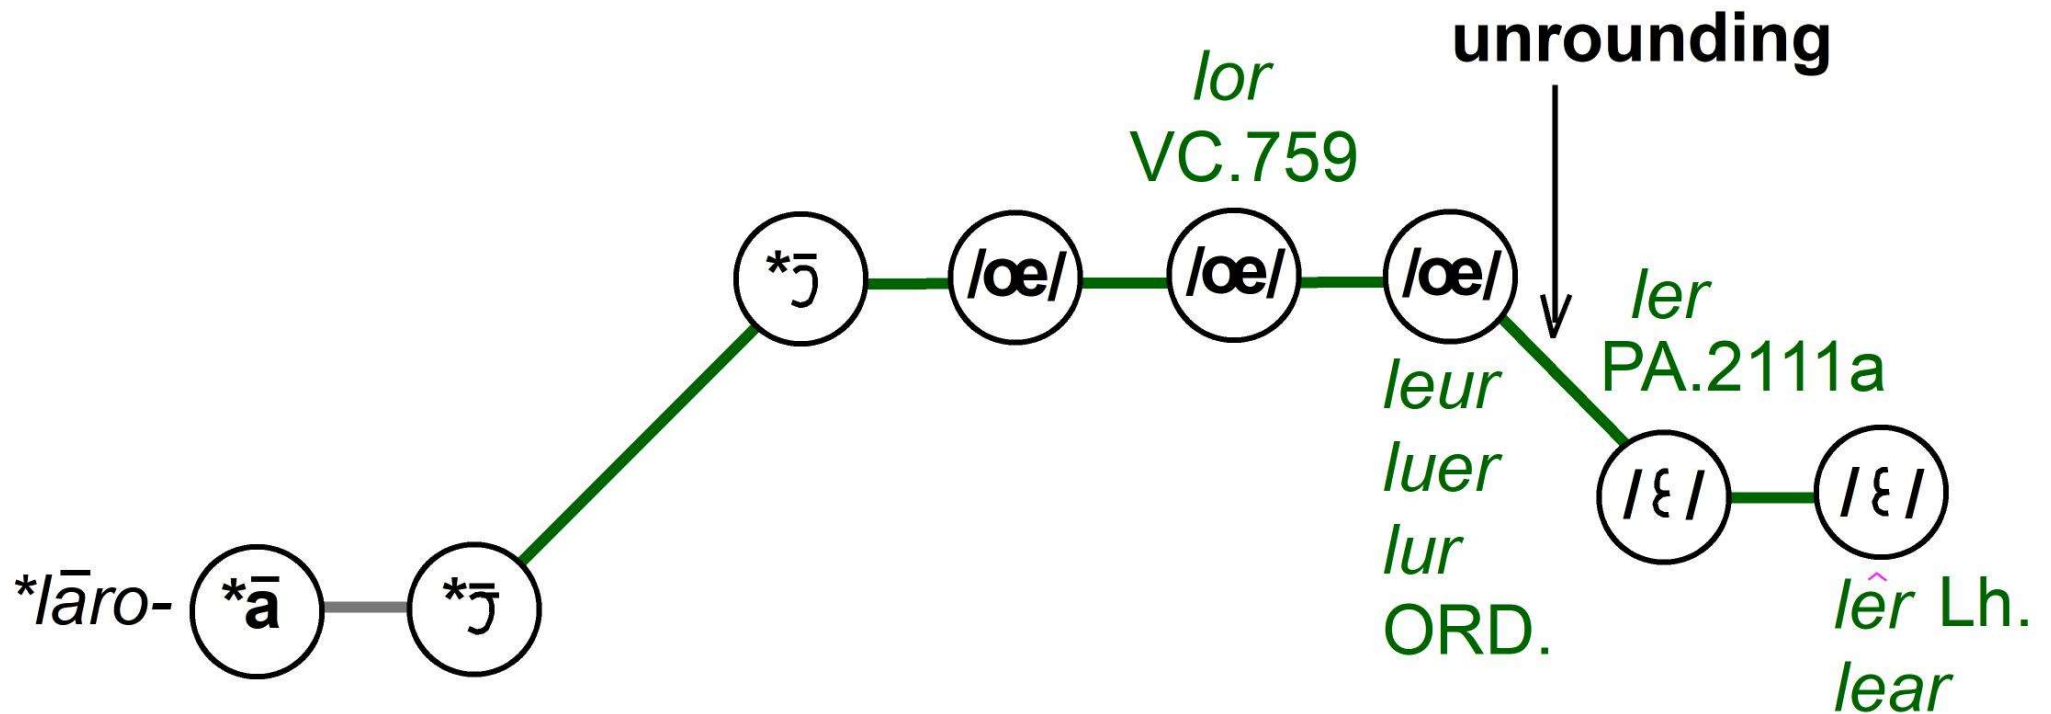 unrounding
lor
VC.759
*ɔ̄
/œ/
/œ/
/œ/
ler
PA.2111a
leur
luer
lur
ORD.
/ɛ/
/ɛ/
*lāro-
*ā
*ɔ̄
lêr Lh.
lear